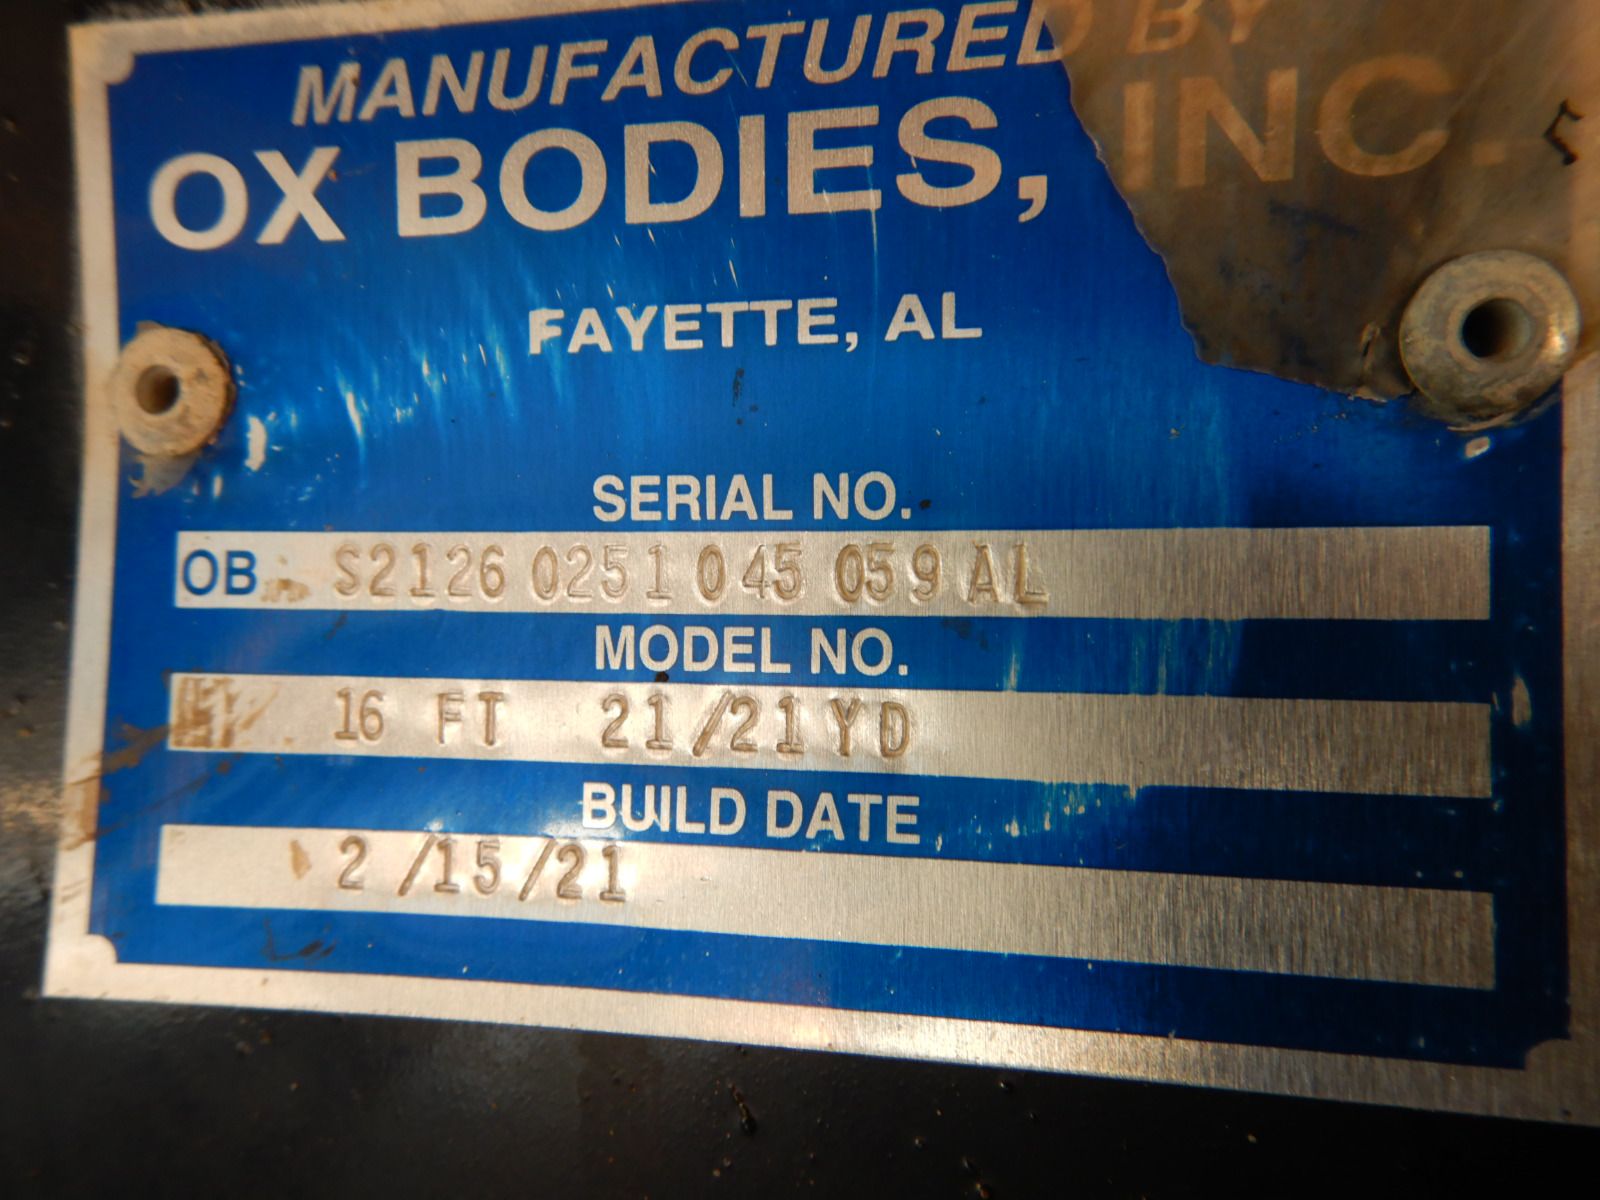 MANUFACTURED BY
OX BODIES, INC.
FAYETTE, AL
SERIAL NO.
OB S2126 0251 045 059 AL
MODEL NO.
16 FT 21/21YD
BUILD DATE
2/15/21